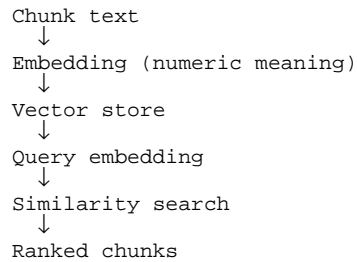 Chunk text
↓
Embedding (numeric meaning)
↓
Vector store
↓
Query embedding
↓
Similarity search
↓
Ranked chunks